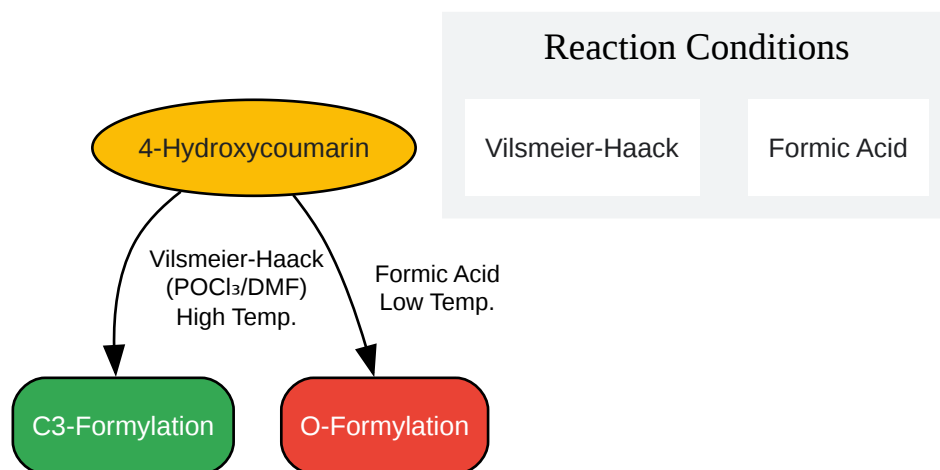 Reaction Conditions
4-Hydroxycoumarin
Vilsmeier-Haack
Formic Acid
Vilsmeier-Haack
(POCl₃/DMF)
High Temp.
Formic Acid
Low Temp.
C3-Formylation
O-Formylation